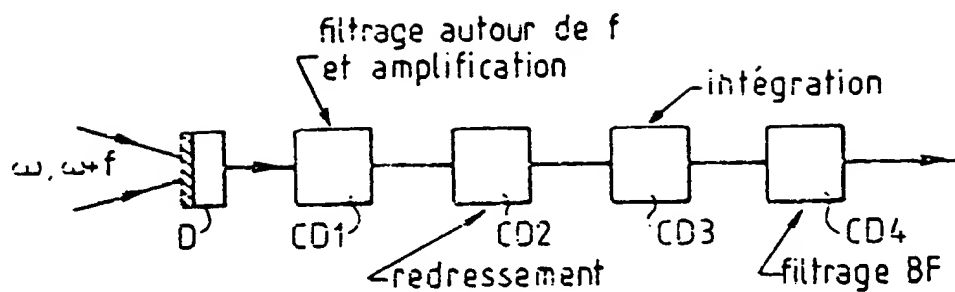 filtrage autour de f
et amplification
intégration
ω, ω+f
D
CD1
CD2
CD3
CD4
redressement
filtrage BF